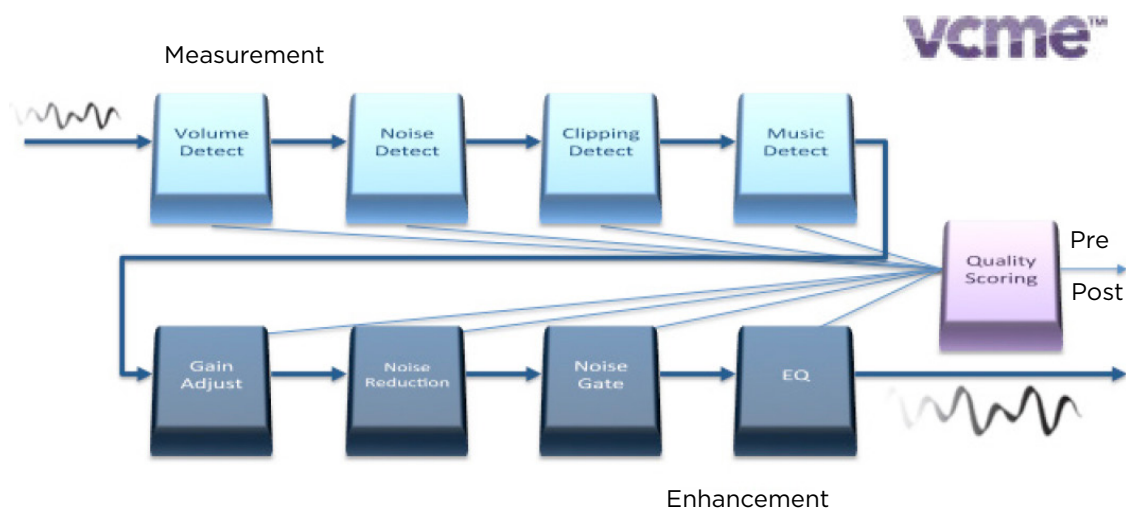 vcme™
Measurement
Volume
Detect
Noise
Detect
Clipping
Detect
Music
Detect
Quality
Scoring
Pre
Post
Gain
Adjust
Noise
Reduction
Noise
Gate
EQ
Enhancement